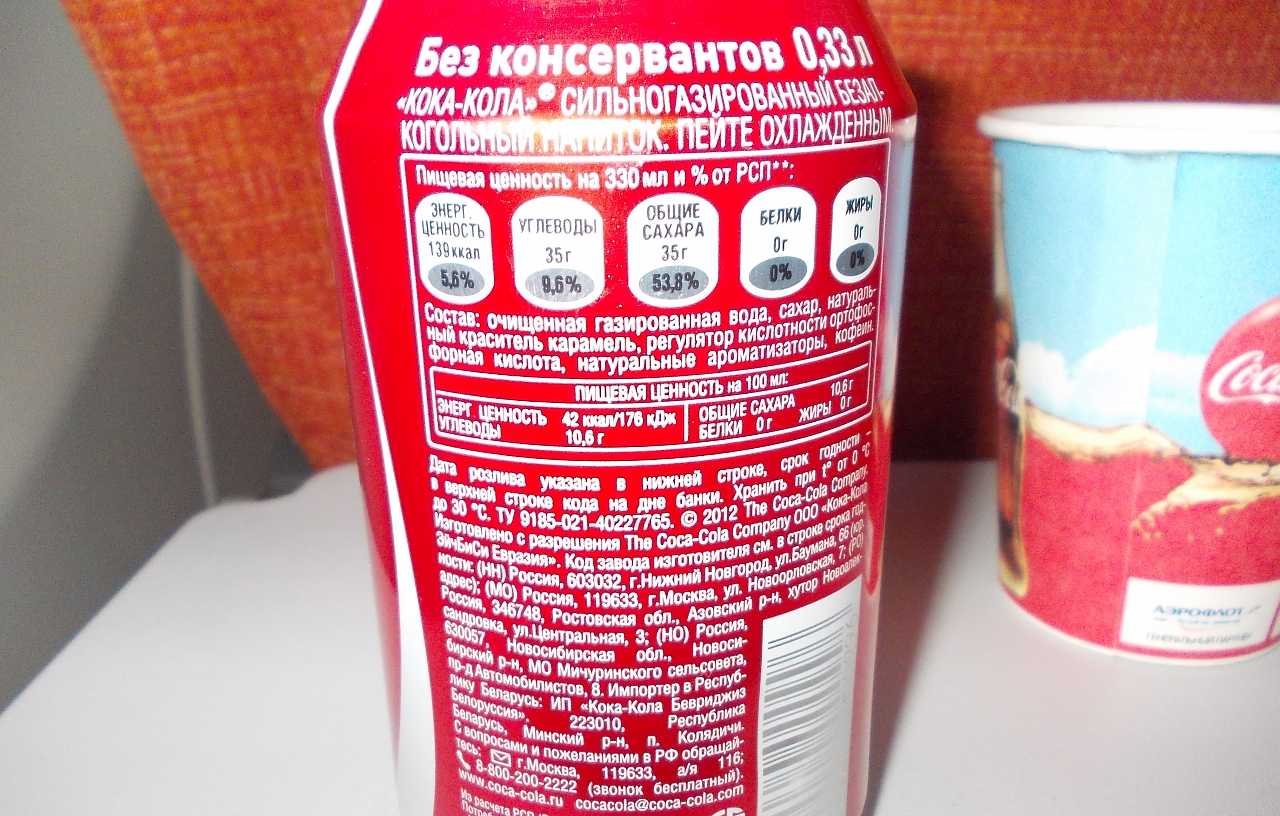 Без консервантов 0,33 л
«КОКА-КОЛА»® СИЛЬНОГАЗИРОВАННЫЙ БЕЗАЛ-
КОГОЛЬНЫЙ НАПИТОК. ПЕЙТЕ ОХЛАЖДЕННЫМ.
Пищевая ценность на 330 мл и % от РСП**:
ЭНЕРГ.
ЦЕННОСТЬ
139 ккал
5,6%
УГЛЕВОДЫ
35 г
9,6%
ОБЩИЕ
САХАРА
35 г
53,8%
БЕЛКИ
0 г
0%
ЖИРЫ
0г
0%
Состав: очищенная газированная вода, сахар, натураль-
ный краситель карамель, регулятор кислотности ортофос-
форная кислота, натуральные ароматизаторы, кофеин.
ПИЩЕВАЯ ЦЕННОСТЬ на 100 мл:
ЭНЕРГ. ЦЕННОСТЬ 42 ккал/176 кДж
УГЛЕВОДЫ 10,6 г
ОБЩИЕ САХАРА 10,6 г
БЕЛКИ 0 г ЖИРЫ 0 г
Дата розлива указана в нижней строке, срок годности –
в верхней строке кода на дне банки. Хранить при t° от 0 °C
до 30 °C. ТУ 9185-021-40227765. © 2012 The Coca-Cola Company.
Изготовлено с разрешения The Coca-Cola Company ООО «Кока-Кола
ЭйчБиСи Евразия». Код завода изготовителя см. в строке срока год-
ности: (НН) Россия, 603032, г.Нижний Новгород, ул.Баумана, 66 (юр.
адрес); (МО) Россия, 119633, г.Москва, ул. Новоорловская, 7; (РО)
Россия, 346748, Ростовская обл., Азовский р-н, хутор Новоалек-
сандровка, ул.Центральная, 3; (НО) Россия,
630057, Новосибирская обл., Новоси-
бирский р-н, МО Мичуринского сельсовета,
пр-д Автомобилистов, 8. Импортер в Респуб-
лику Беларусь: ИП «Кока-Кола Бевриджиз
Белоруссия». 223010, Республика
Беларусь, Минский р-н, п. Колядичи.
С вопросами и пожеланиями в РФ обращай-
тесь: г.Москва, 119633, а/я 116;
8-800-200-2222 (звонок бесплатный).
www.coca-cola.ru cocacola@coca-cola.com
Из расчета РСП
АЭРОФЛОТ
ГЕНЕРАЛЬНЫЙ ПАРТНЕР